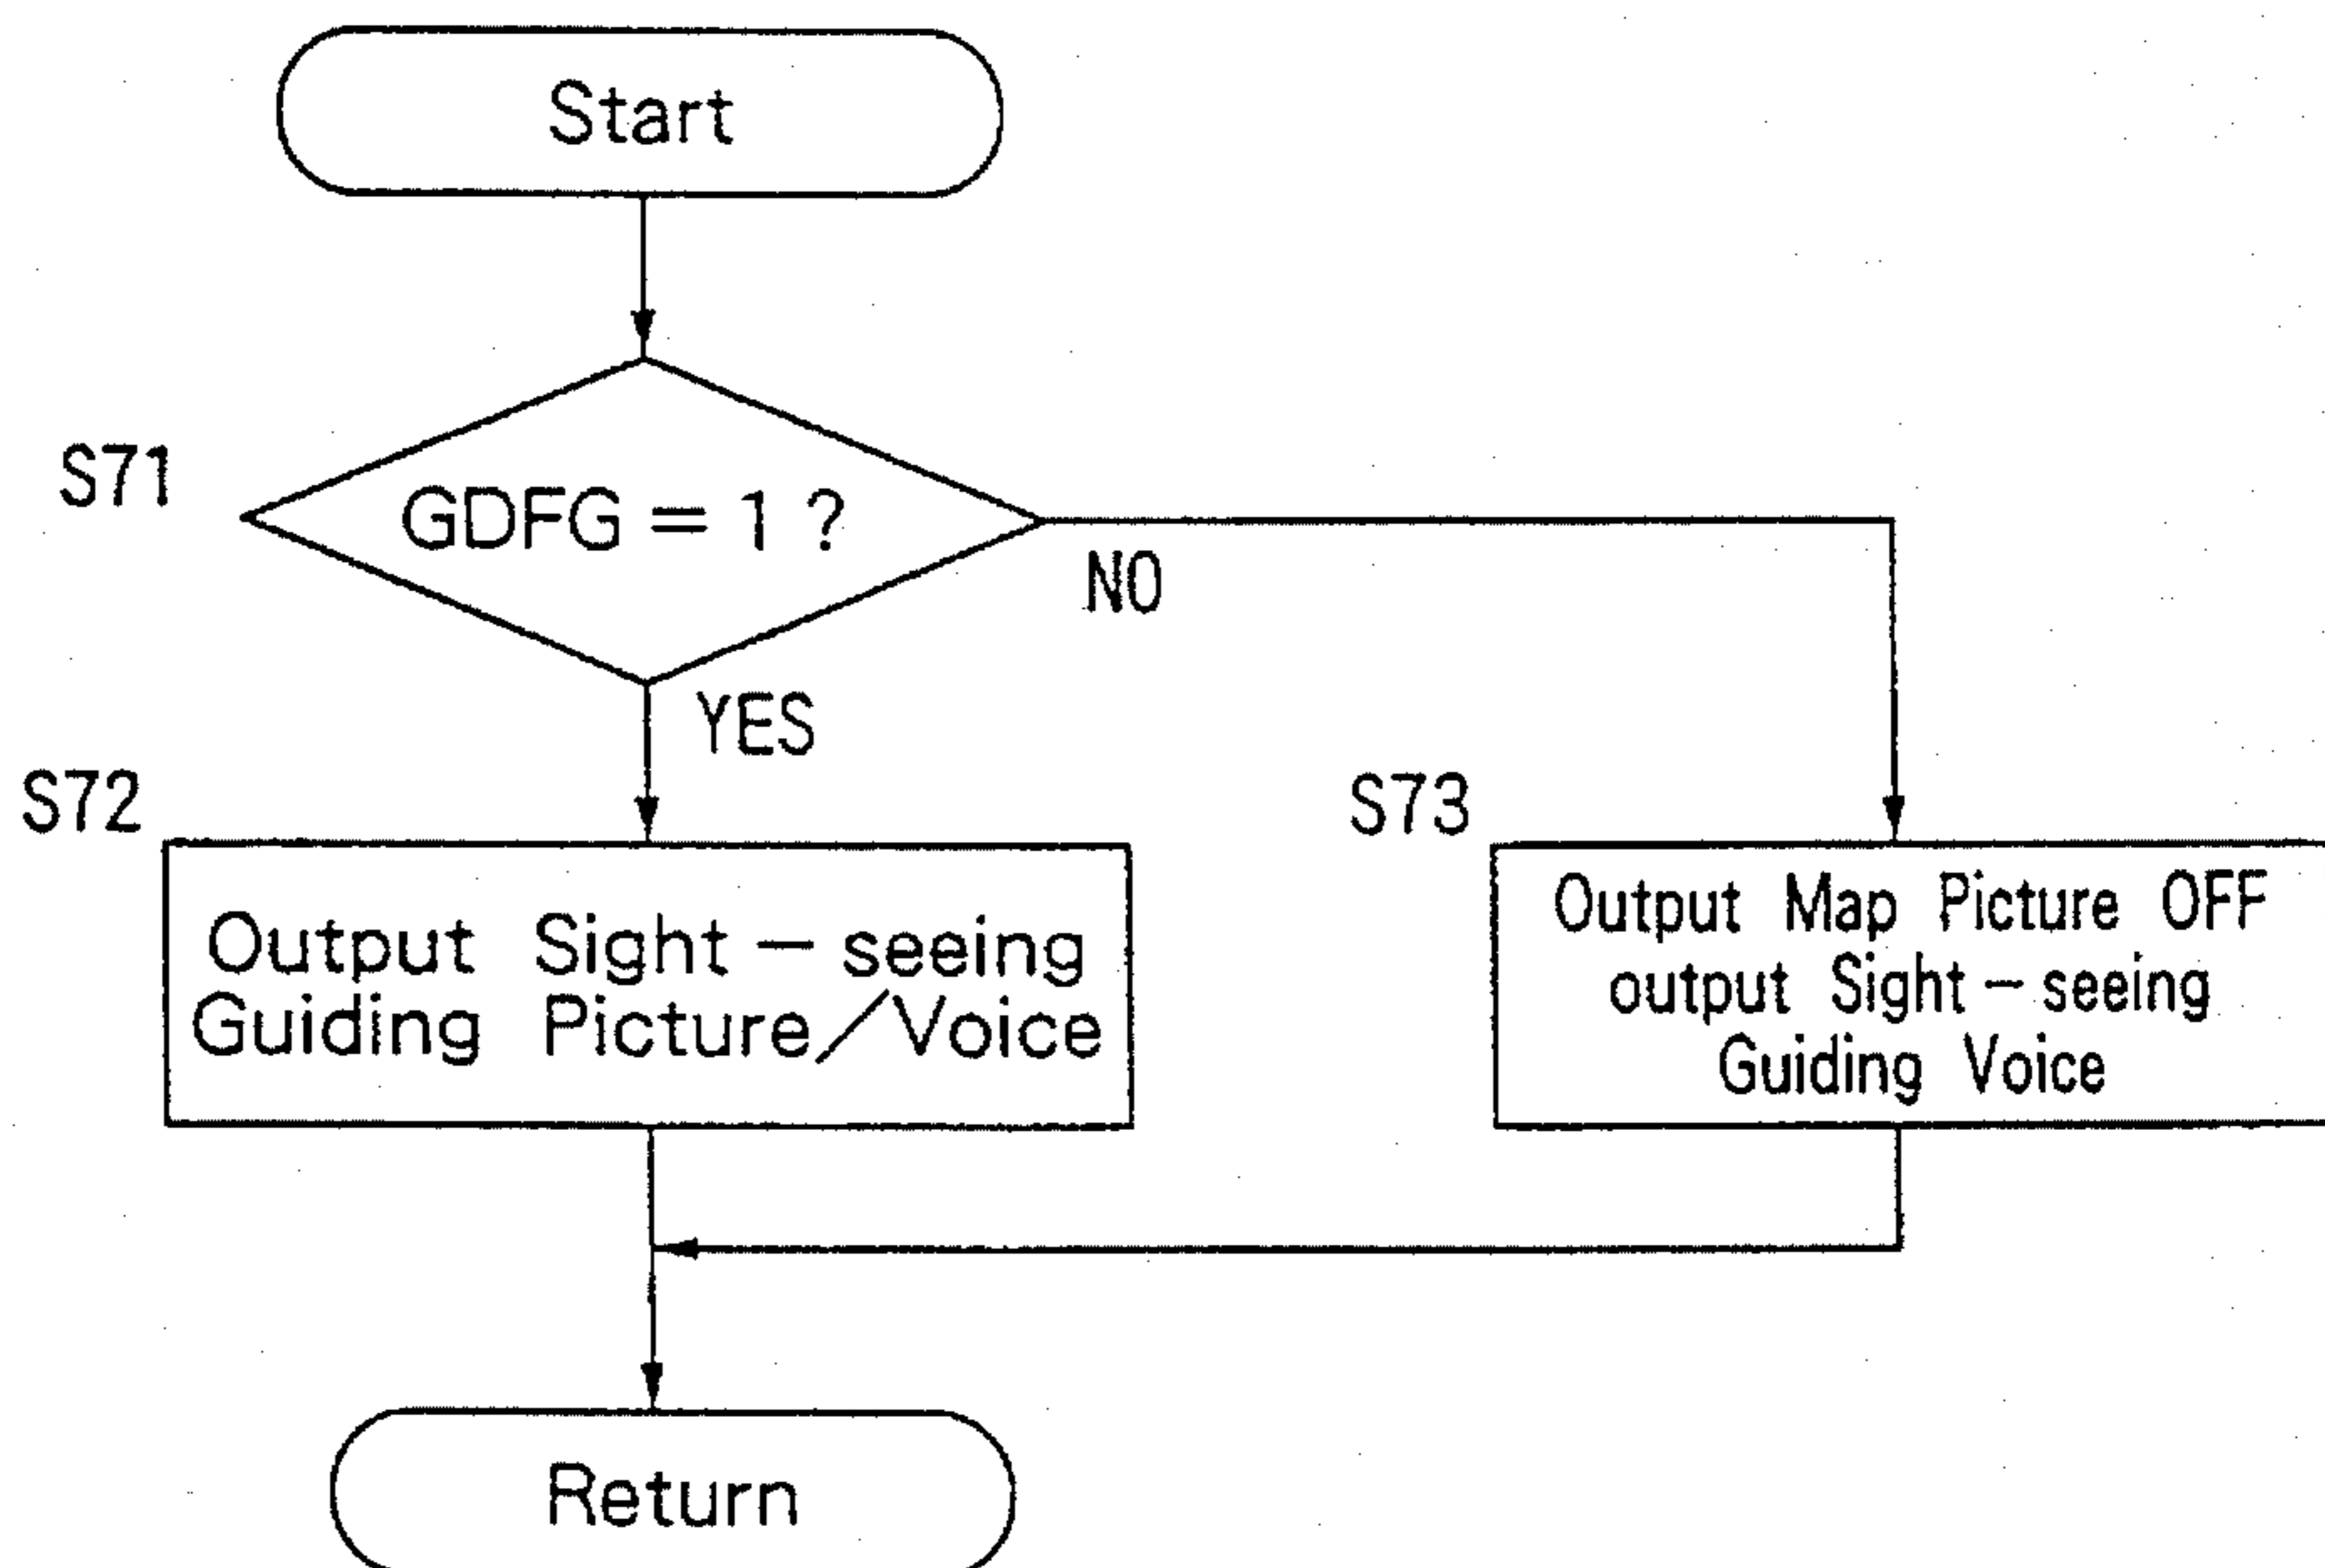 Start
S71
GDFG = 1 ?
NO
YES
S72
Output Sight-seeing
Guiding Picture/Voice
S73
Output Map Picture OFF
output Sight-seeing
Guiding Voice
Return